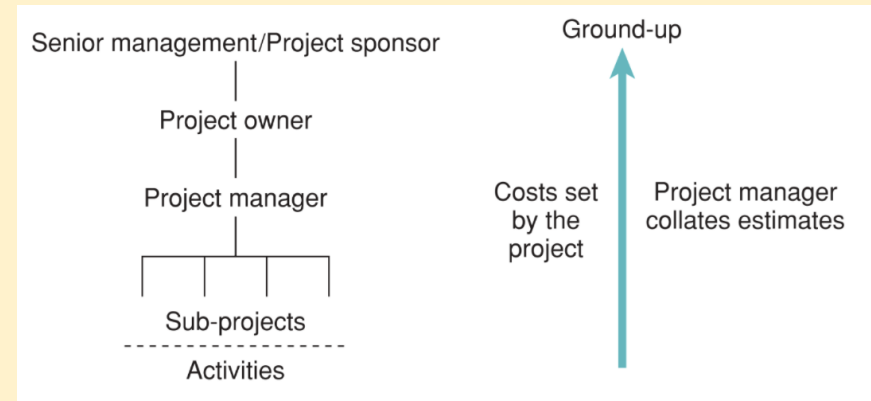 Senior management/Project sponsor
Project owner
Project manager
Sub-projects
Activities
Ground-up
Costs set
by the
project
Project manager
collates estimates